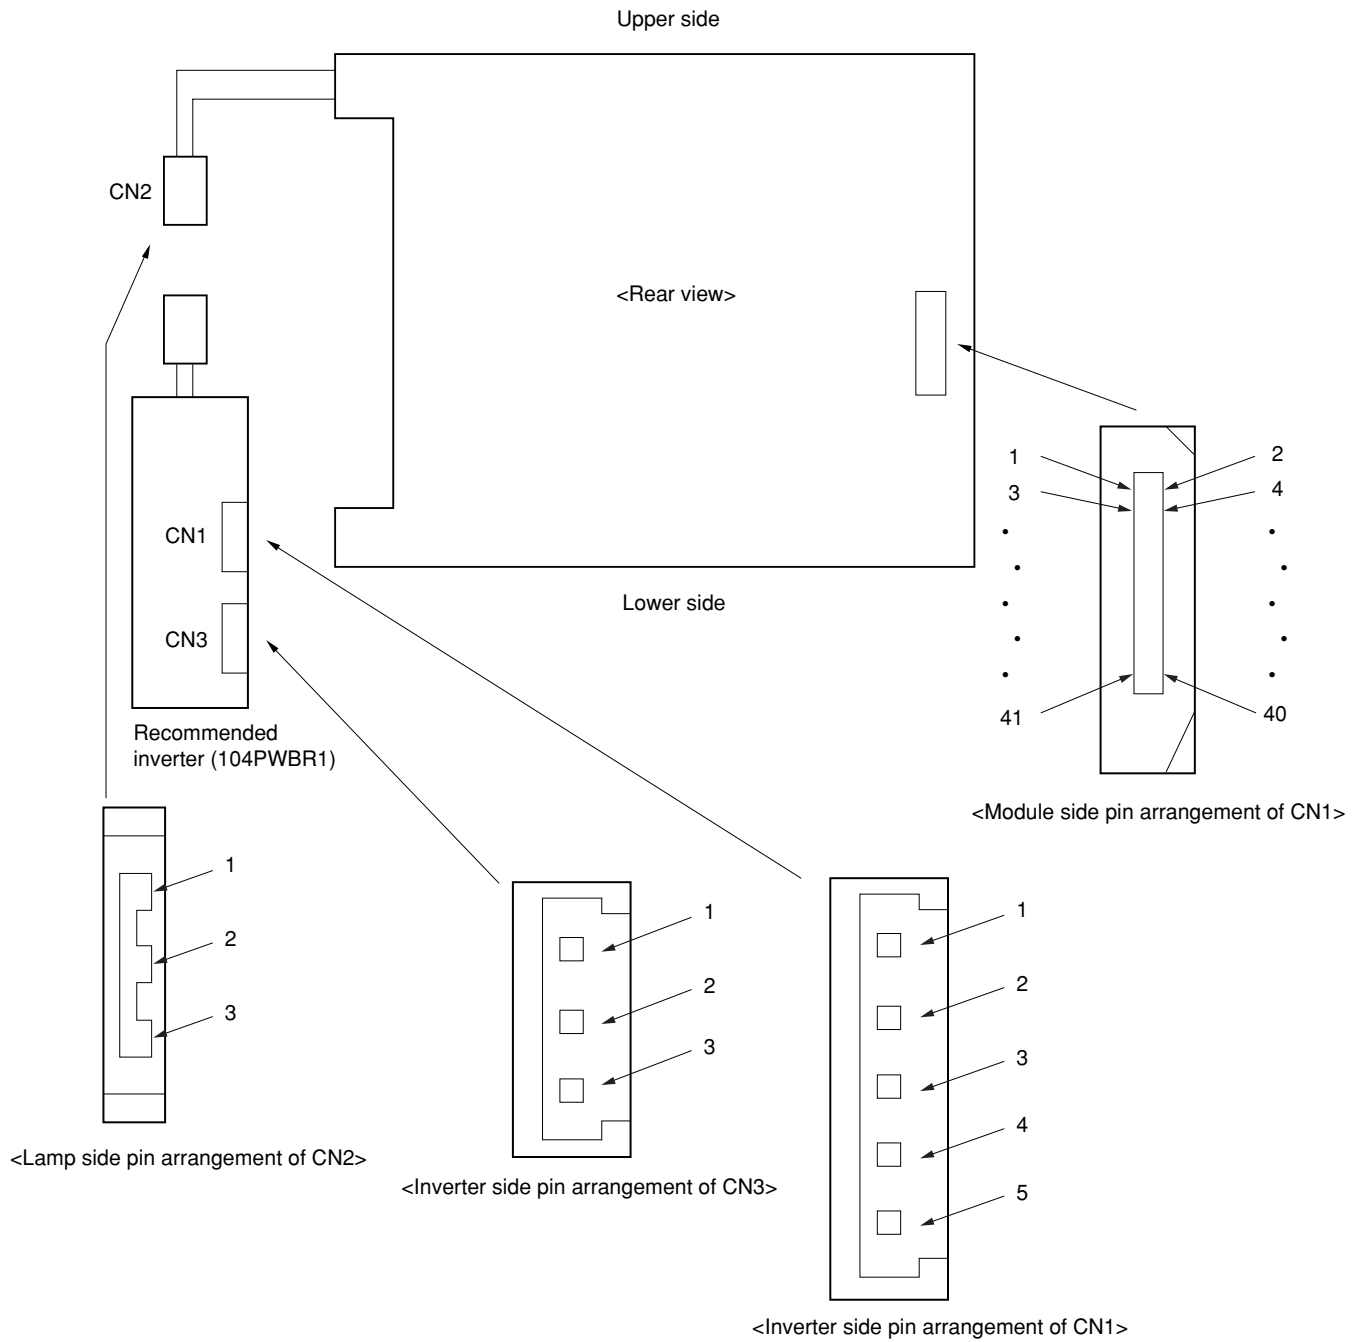 Upper side
CN2
<Rear view>
1
2
3
4
CN1
CN3
Lower side
41
40
Recommended
inverter (104PWBR1)
<Module side pin arrangement of CN1>
1
2
3
<Lamp side pin arrangement of CN2>
1
2
3
<Inverter side pin arrangement of CN3>
1
2
3
4
5
<Inverter side pin arrangement of CN1>